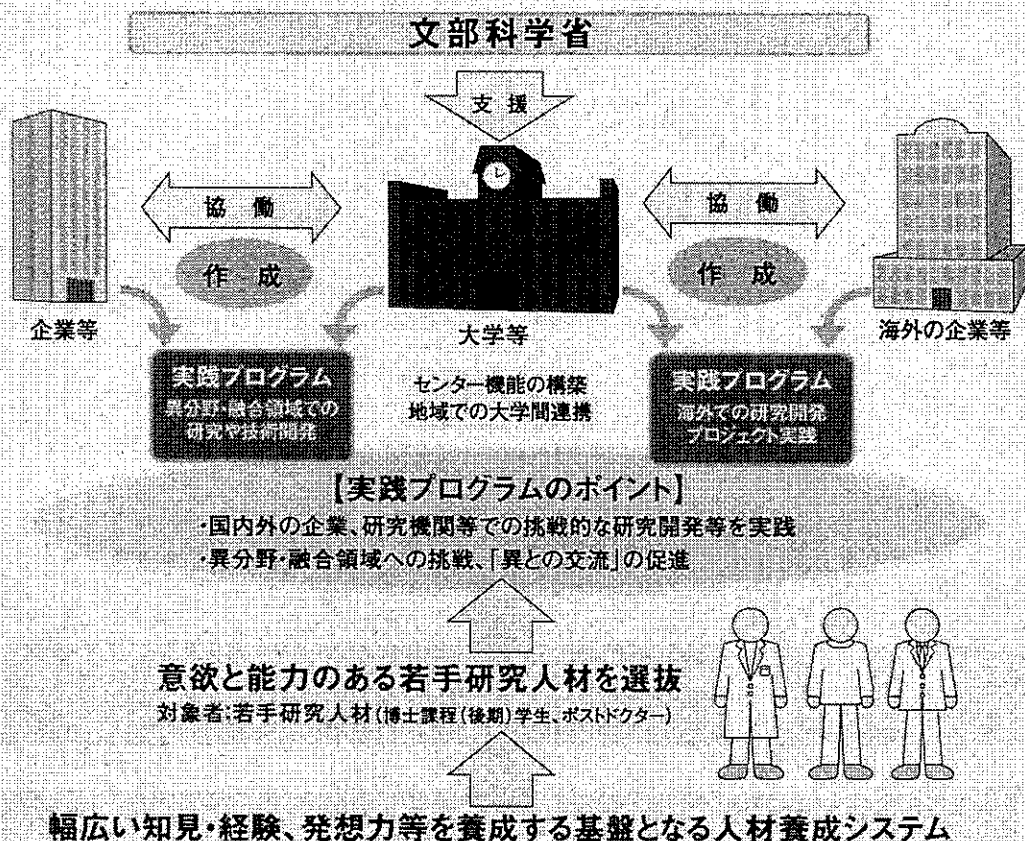 文部科学省
支援
協働
協働
作成
作成
企業等
大学等
海外の企業等
実践プログラム
異分野・融合領域での
研究や技術開発
センター機能の構築
地域での大学間連携
実践プログラム
海外での研究開発
プロジェクト実践
【実践プログラムのポイント】
・国内外の企業、研究機関等での挑戦的な研究開発等を実践
・異分野・融合領域への挑戦、「異との交流」の促進
意欲と能力のある若手研究人材を選抜
対象者:若手研究人材(博士課程(後期)学生、ポストドクター)
幅広い知見・経験、発想力等を養成する基盤となる人材養成システム